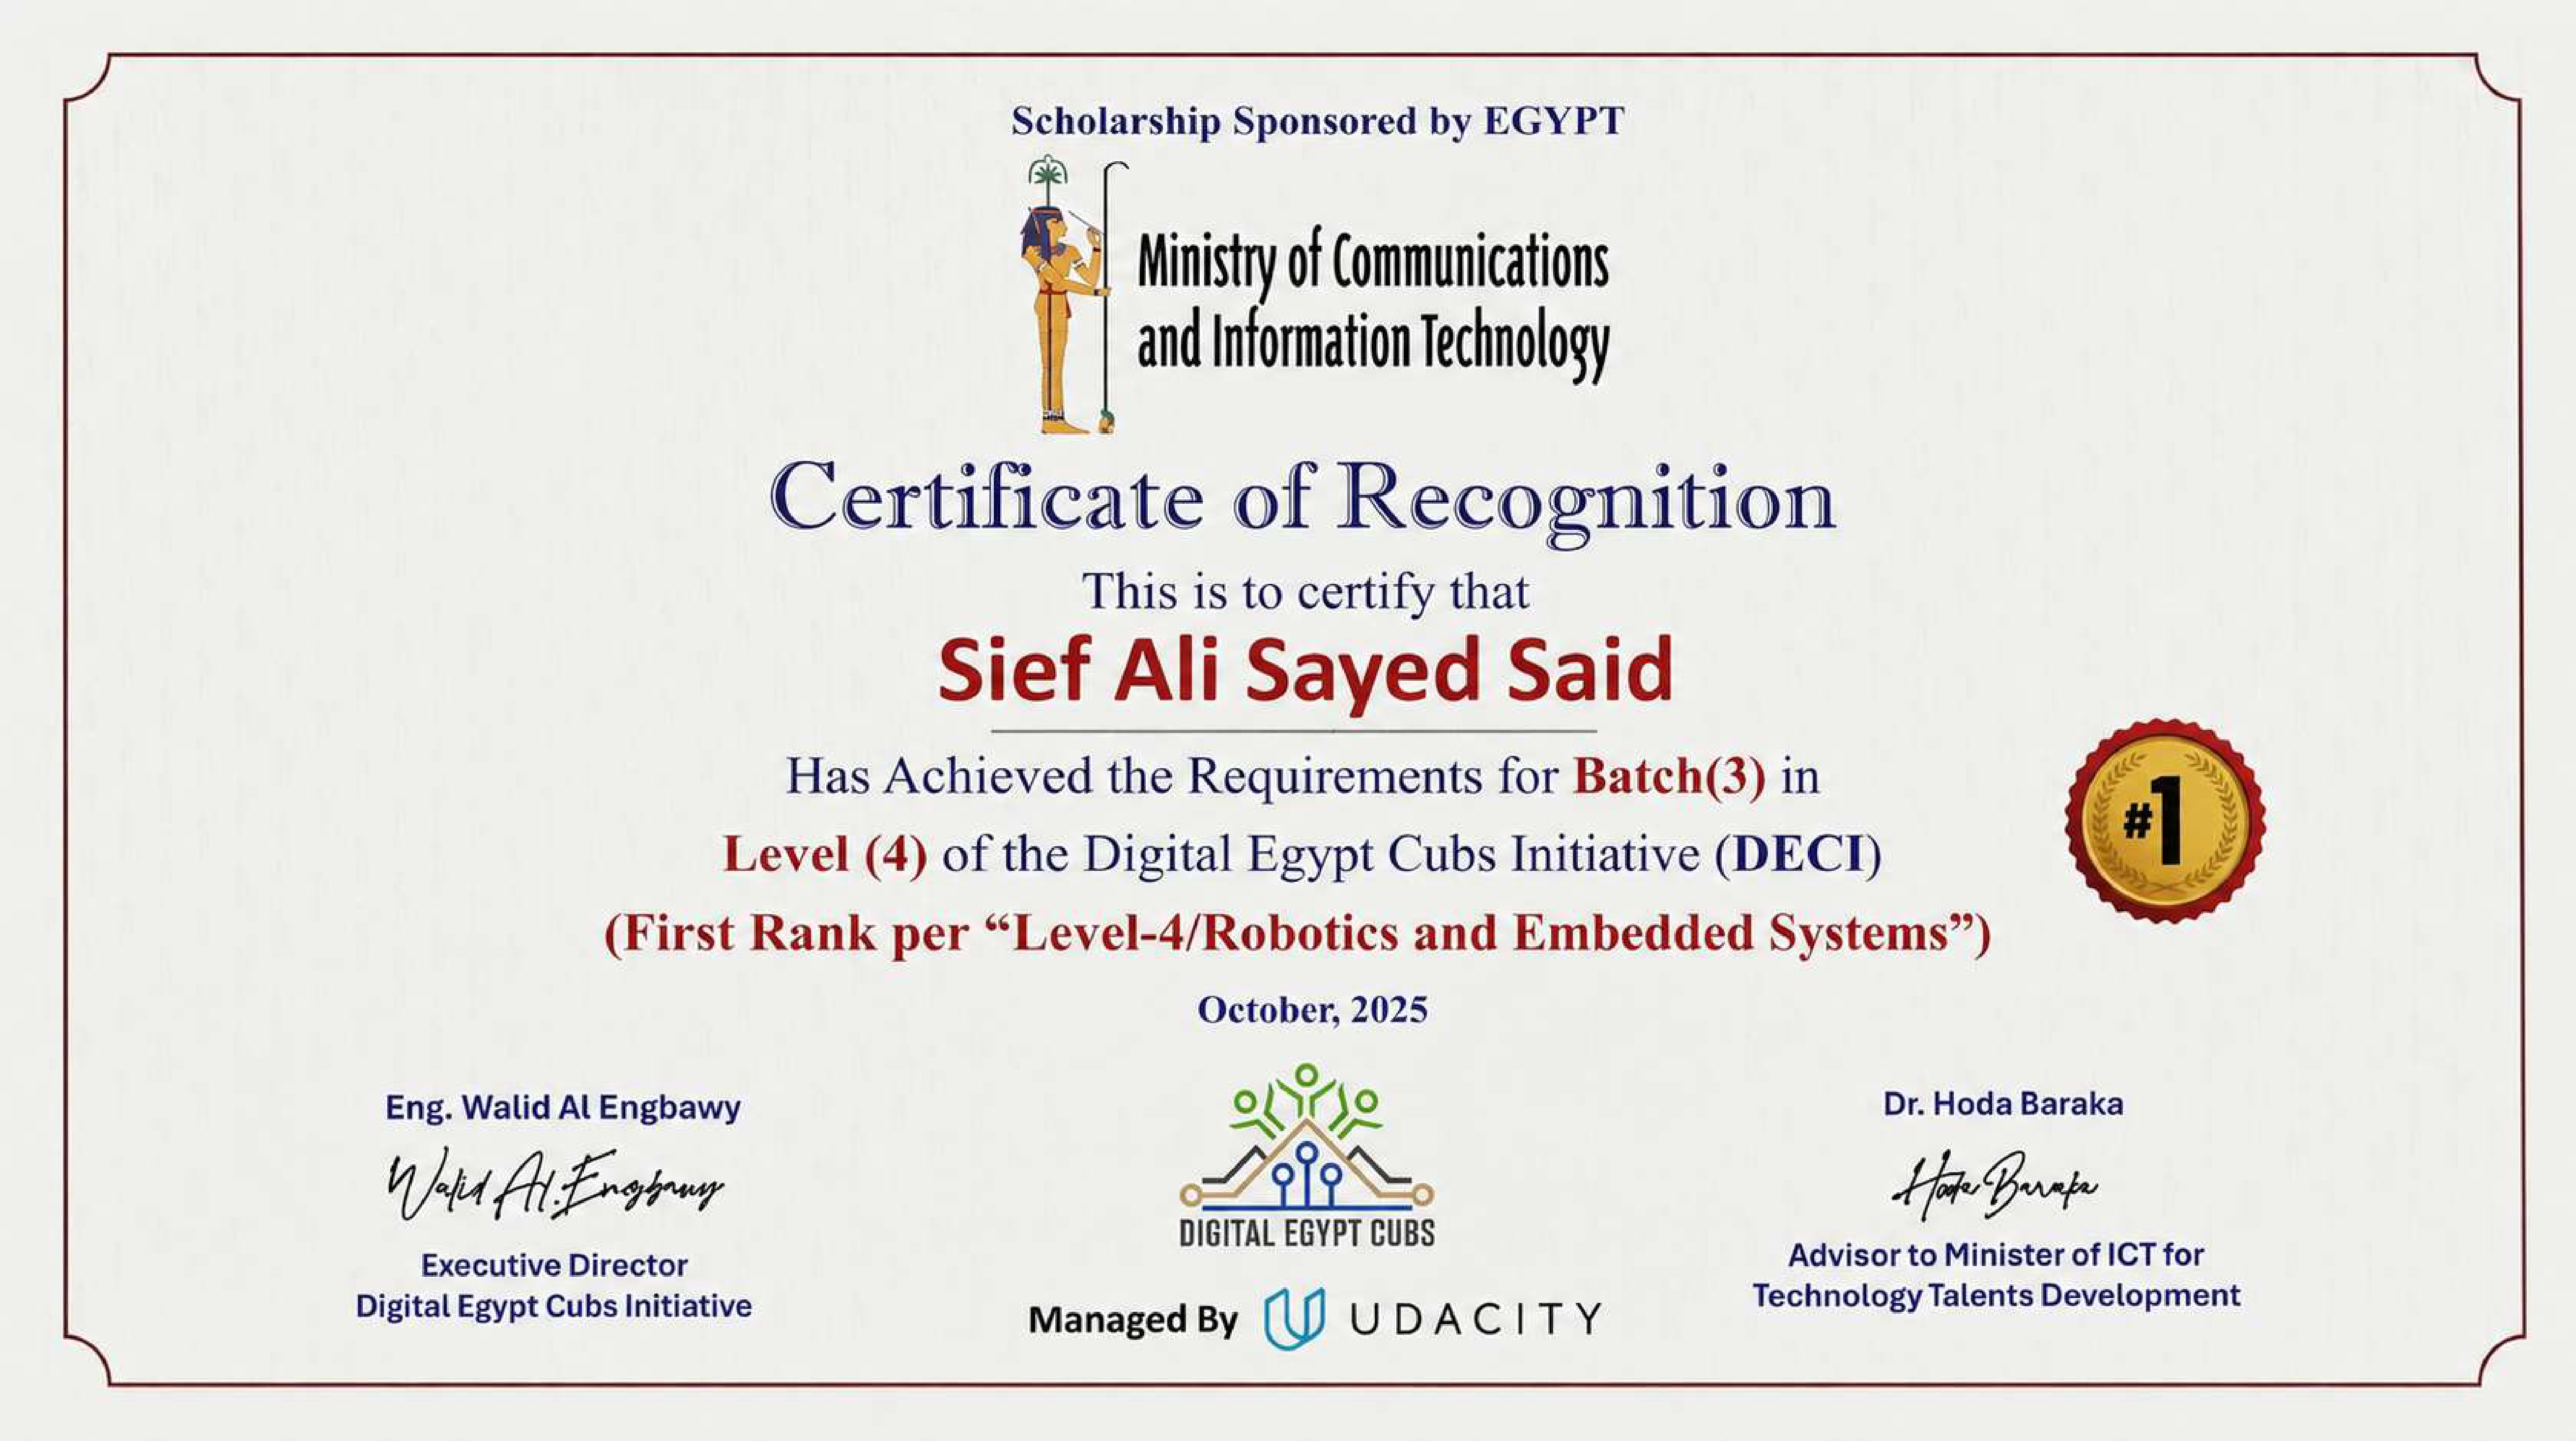 Scholarship Sponsored by EGYPT
Ministry of Communications
and Information Technology
Certificate of Recognition
This is to certify that
Sief Ali Sayed Said
Has Achieved the Requirements for Batch(3) in
Level (4) of the Digital Egypt Cubs Initiative (DECI)
(First Rank per “Level-4/Robotics and Embedded Systems”)
#1
October, 2025
Eng. Walid Al Engbawy
Walid Al.Engbawy
Executive Director
Digital Egypt Cubs Initiative
DIGITAL EGYPT CUBS
Managed By UDACITY
Dr. Hoda Baraka
Hoda Baraka
Advisor to Minister of ICT for
Technology Talents Development